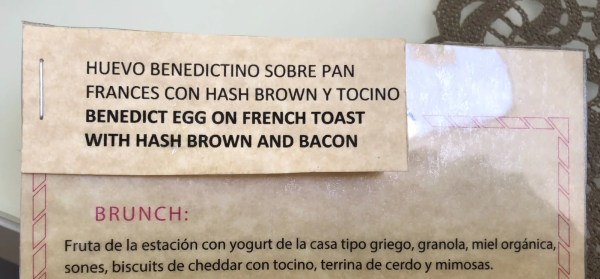 HUEVO BENEDICTINO SOBRE PAN
FRANCES CON HASH BROWN Y TOCINO
BENEDICT EGG ON FRENCH TOAST
WITH HASH BROWN AND BACON
BRUNCH:
Fruta de la estación con yogurt de la casa tipo griego, granola, miel orgánica,
sones, biscuits de cheddar con tocino, terrina de cerdo y mimosas.